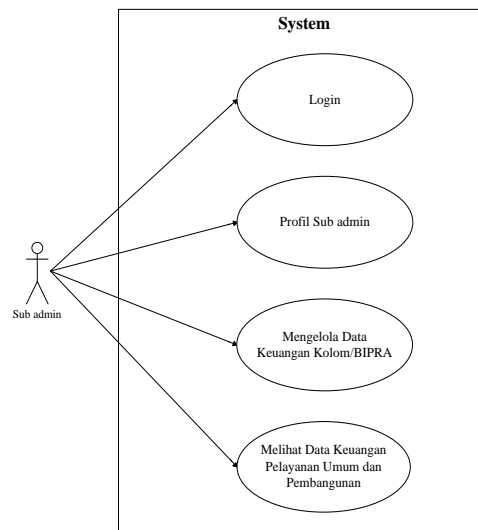 System
Login
Profil Sub admin
Sub admin
Mengelola Data
Keuangan Kolom/BIPRA
Melihat Data Keuangan
Pelayanan Umum dan
Pembangunan